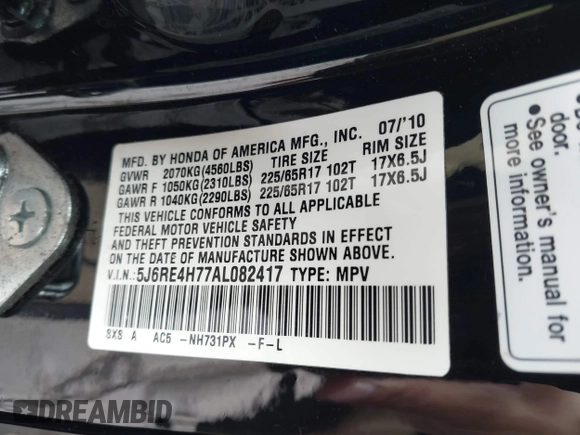 MFD. BY HONDA OF AMERICA MFG., INC. 07/'10
GVWR 2070KG(4560LBS) TIRE SIZE RIM SIZE
GAWR F 1050KG(2310LBS) 225/65R17 102T 17X6.5J
GAWR R 1040KG(2290LBS) 225/65R17 102T 17X6.5J
THIS VEHICLE CONFORMS TO ALL APPLICABLE
FEDERAL MOTOR VEHICLE SAFETY
AND THEFT PREVENTION STANDARDS IN EFFECT
ON THE DATE OF MANUFACTURE SHOWN ABOVE.
V.I.N.: 5J6RE4H77AL082417 TYPE: MPV
SXS A AC5 -NH731PX -F-L
door.
●See owner's
manual for
more
DREAMBID